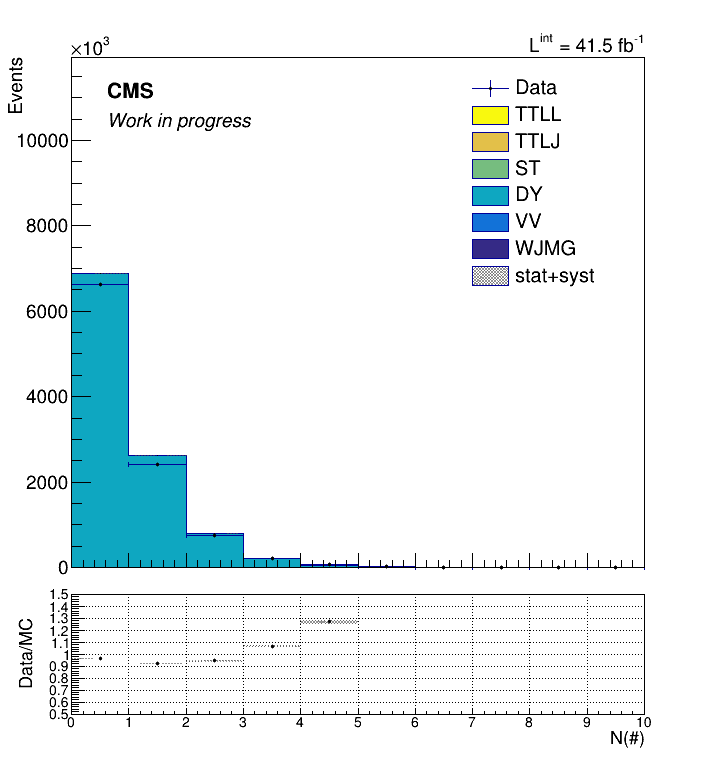 ×10³
L^int = 41.5 fb⁻¹
Events
CMS
Work in progress
Data
TTLL
TTLJ
ST
DY
VV
WJMG
stat+syst
10000
8000
6000
4000
2000
0
Data/MC
1.5
1.4
1.3
1.2
1.1
1
0.9
0.8
0.7
0.6
0.5
0 1 2 3 4 5 6 7 8 9 10
N(#)